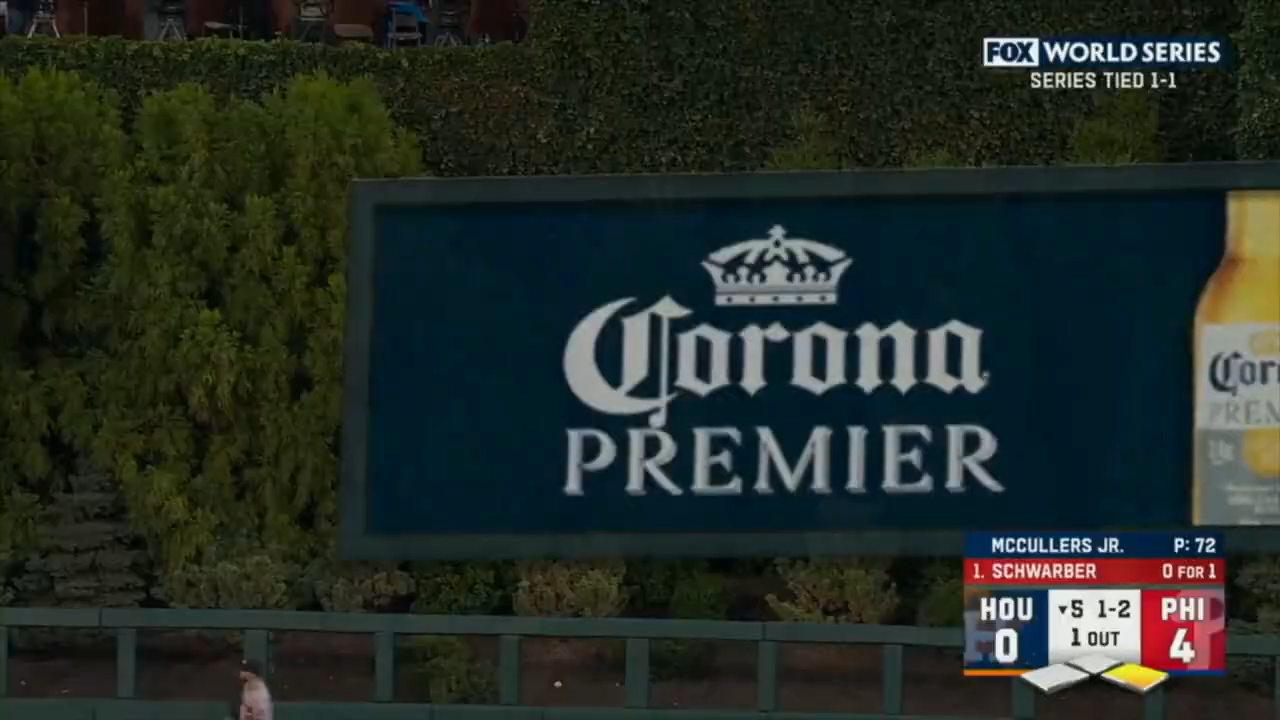 FOX WORLD SERIES
SERIES TIED 1-1
Corona
PREMIER
Cor
PREM
MCCULLERS JR. P: 72
1. SCHWARBER 0 FOR 1
HOU ▾5 1-2 PHI
0 1 OUT 4